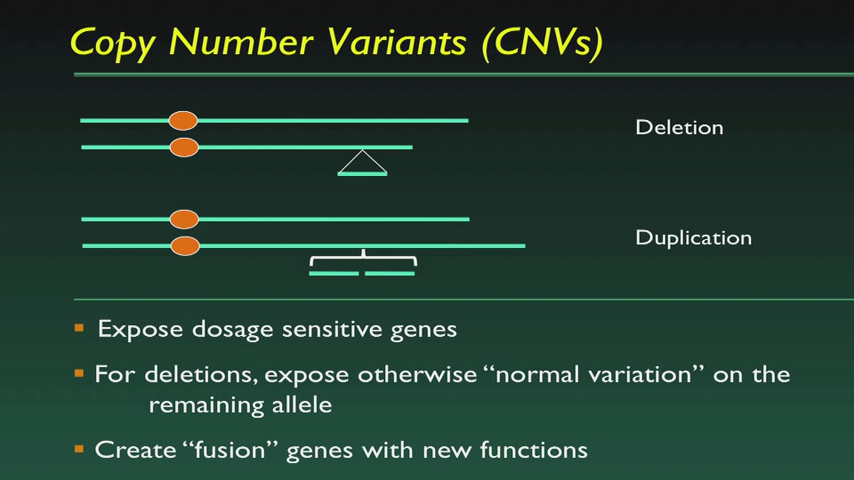 Copy Number Variants (CNVs)
Deletion
Duplication
Expose dosage sensitive genes
For deletions, expose otherwise “normal variation” on the
remaining allele
Create “fusion” genes with new functions